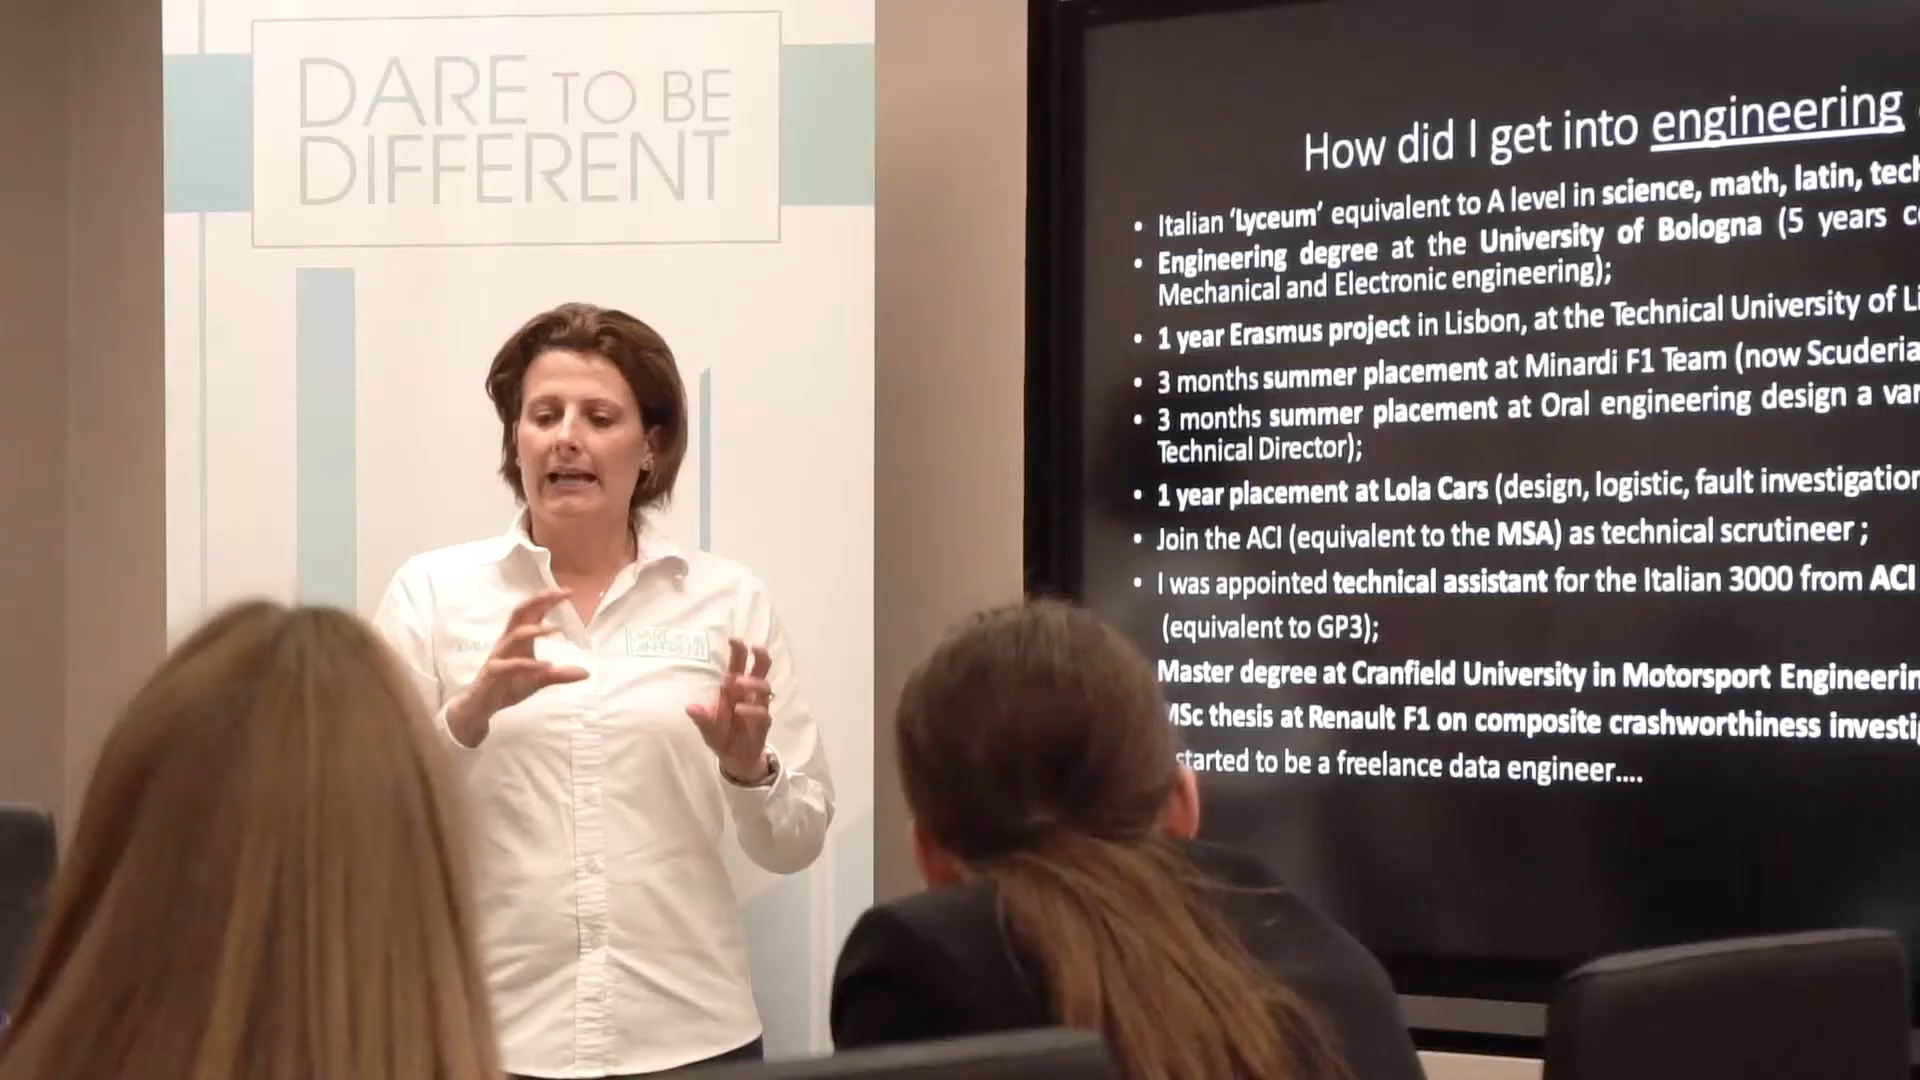 DARE TO BE
DIFFERENT
How did I get into engineering
• Italian ‘Lyceum’ equivalent to A level in science, math, latin,
• Engineering degree at the University of Bologna (5 years
Mechanical and Electronic engineering);
• 1 year Erasmus project in Lisbon, at the Technical University of
• 3 months summer placement at Minardi F1 Team (now Scuderia
• 3 months summer placement at Oral engineering design a
Technical Director);
• 1 year placement at Lola Cars (design, logistic, fault
• Join the ACI (equivalent to the MSA) as technical scrutineer ;
• I was appointed technical assistant for the Italian 3000 from ACI
(equivalent to GP3);
Master degree at Cranfield University in Motorsport
MSc thesis at Renault F1 on composite crashworthiness
started to be a freelance data engineer....
DARE TO BE
DIFFERENT